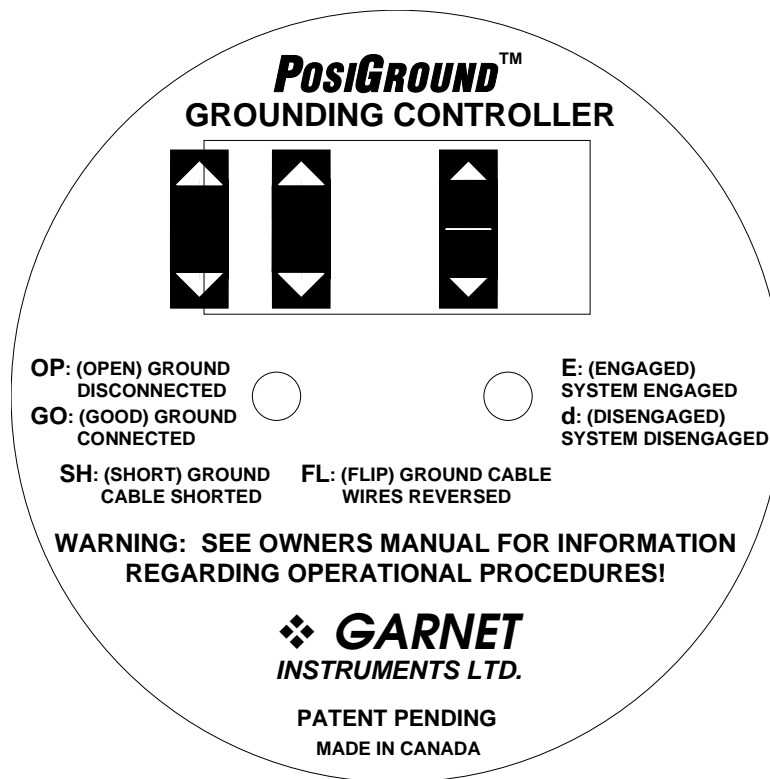 POSIGROUND™
GROUNDING CONTROLLER
OP: (OPEN) GROUND
DISCONNECTED
GO: (GOOD) GROUND
CONNECTED
E: (ENGAGED)
SYSTEM ENGAGED
d: (DISENGAGED)
SYSTEM DISENGAGED
SH: (SHORT) GROUND
CABLE SHORTED
FL: (FLIP) GROUND CABLE
WIRES REVERSED
WARNING: SEE OWNERS MANUAL FOR INFORMATION
REGARDING OPERATIONAL PROCEDURES!
GARNET
INSTRUMENTS LTD.
PATENT PENDING
MADE IN CANADA